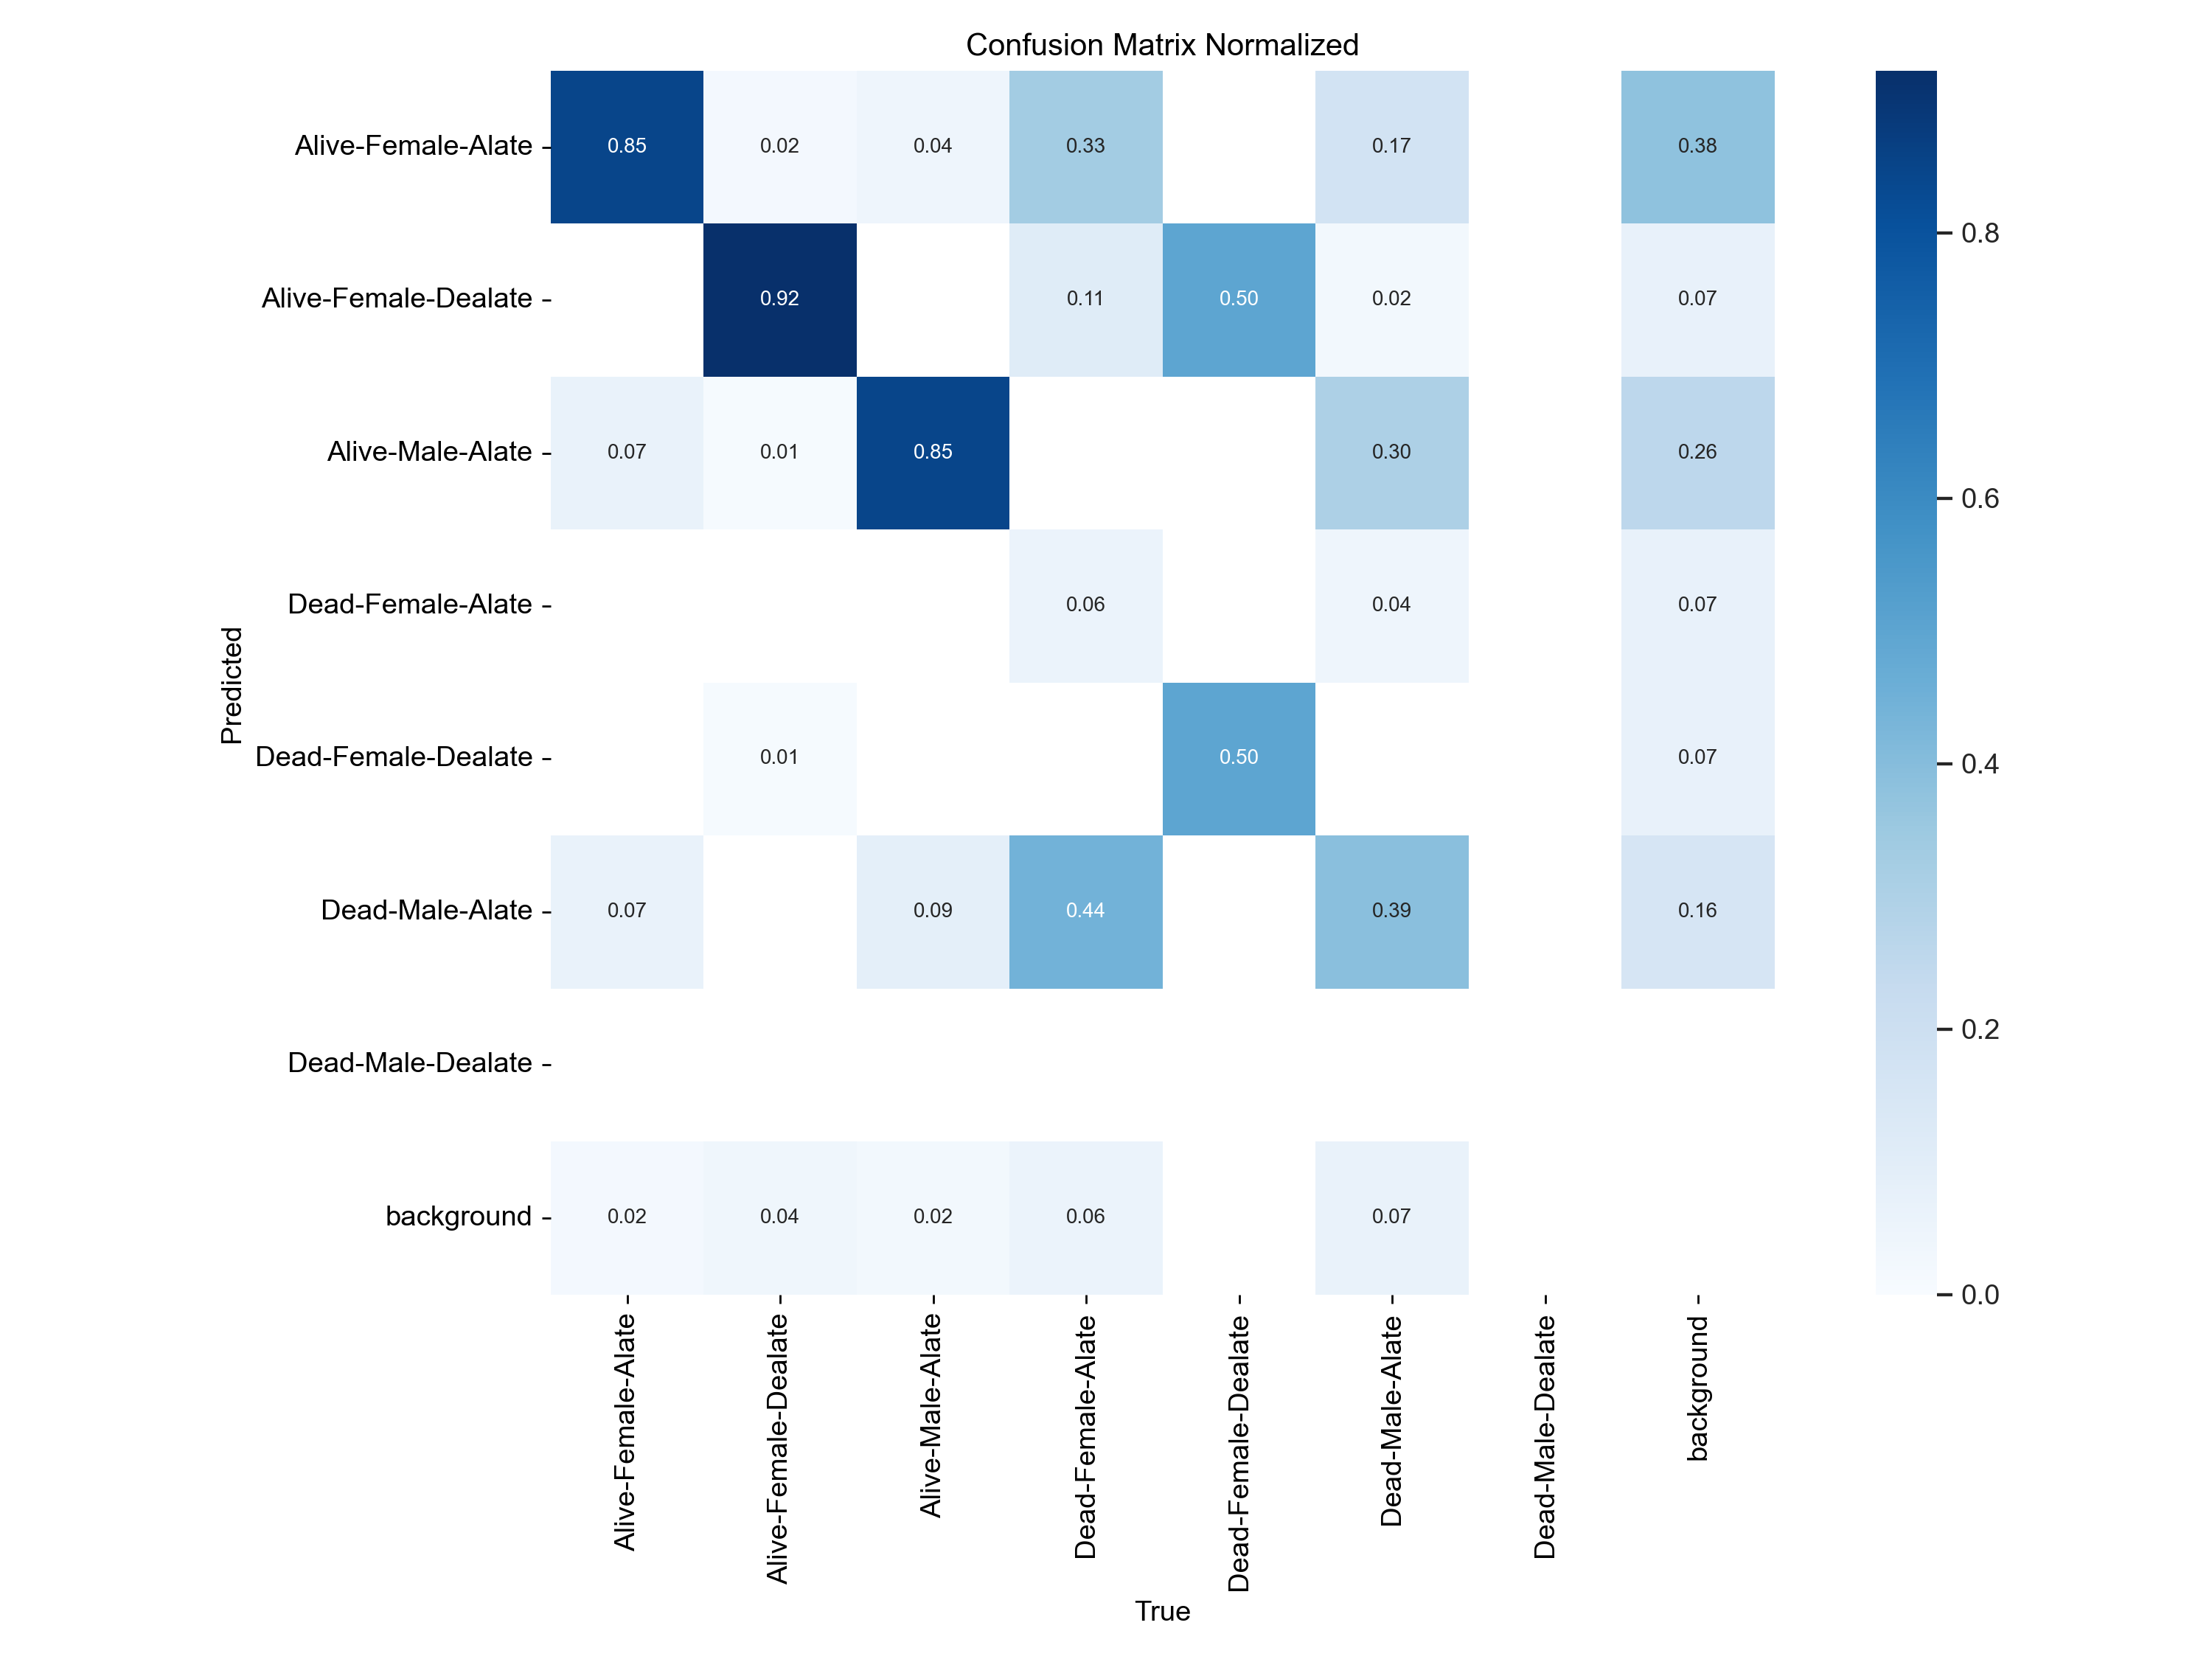 Confusion Matrix Normalized
Predicted
Alive-Female-Alate 0.85 0.02 0.04 0.33 0.17 0.38
Alive-Female-Dealate 0.92 0.11 0.50 0.02 0.07
Alive-Male-Alate 0.07 0.01 0.85 0.30 0.26
Dead-Female-Alate 0.06 0.04 0.07
Dead-Female-Dealate 0.01 0.50 0.07
Dead-Male-Alate 0.07 0.09 0.44 0.39 0.16
Dead-Male-Dealate
background 0.02 0.04 0.02 0.06 0.07
Alive-Female-Alate
Alive-Female-Dealate
Alive-Male-Alate
Dead-Female-Alate
Dead-Female-Dealate
Dead-Male-Alate
Dead-Male-Dealate
background
True
0.8
0.6
0.4
0.2
0.0